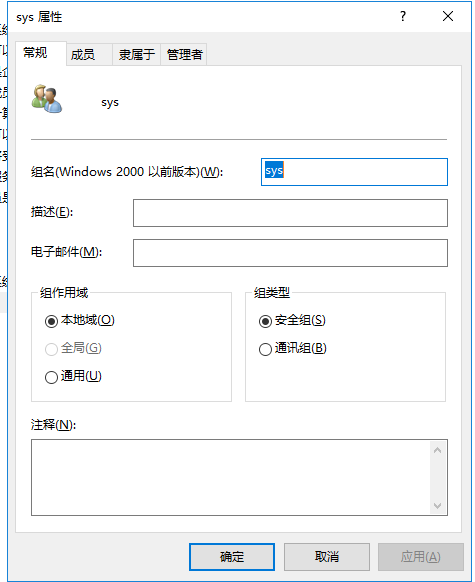 sys 属性
?
常规 成员 隶属于 管理者
sys
组名(Windows 2000 以前版本)(W): sys
描述(E):
电子邮件(M):
组作用域 组类型
本地域(O) 安全组(S)
全局(G) 通讯组(B)
通用(U)
注释(N):
确定 取消 应用(A)